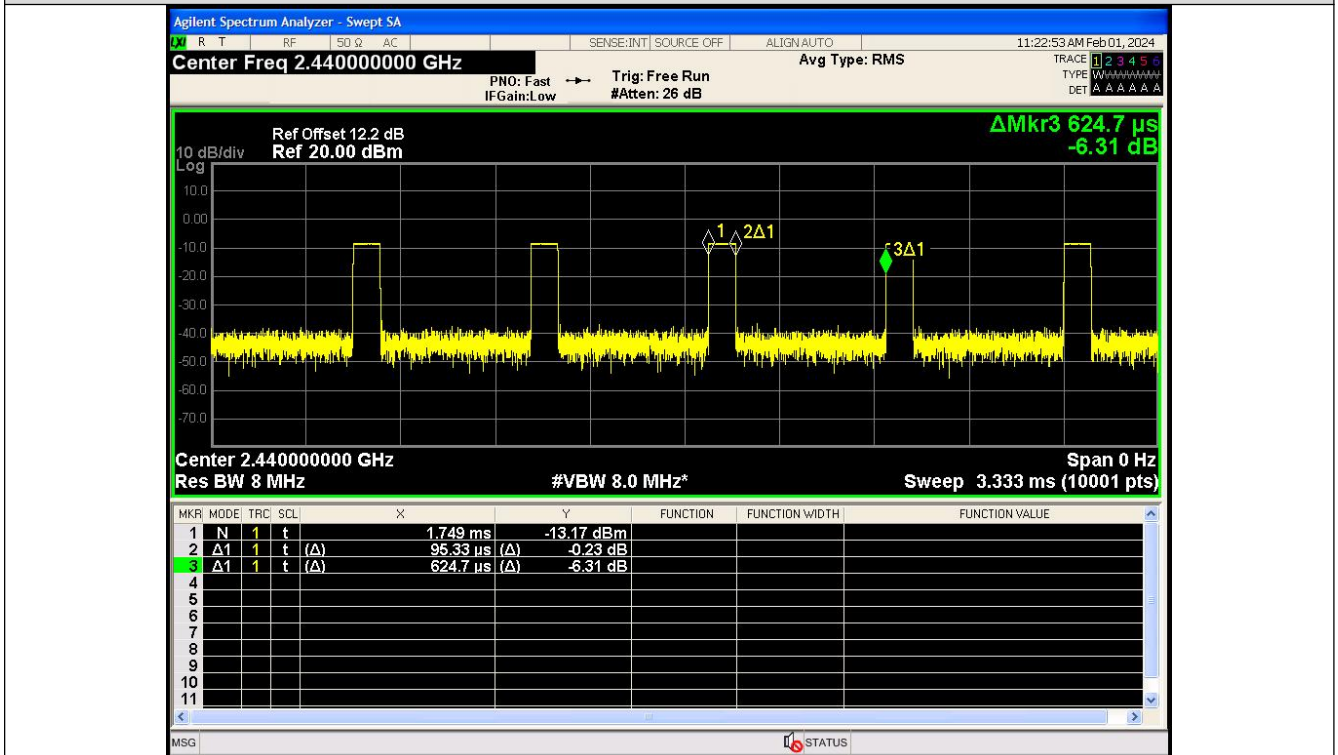 Agilent Spectrum Analyzer - Swept SA
LXI R T RF 50 Ω AC SENSE:INT SOURCE OFF ALIGN AUTO 11:22:53 AM Feb 01, 2024
Center Freq 2.440000000 GHz Avg Type: RMS TRACE 1 2 3 4 5 6
PNO: Fast Trig: Free Run TYPE W
IFGain:Low #Atten: 26 dB DET A A A A A A
ΔMkr3 624.7 µs
Ref Offset 12.2 dB
10 dB/div Ref 20.00 dBm -6.31 dB
Log
10.0
0.00
1 2Δ1
-10.0
3Δ1
-20.0
-30.0
-40.0
-50.0
-60.0
-70.0
Center 2.440000000 GHz Span 0 Hz
Res BW 8 MHz #VBW 8.0 MHz* Sweep 3.333 ms (10001 pts)
MKR MODE TRC SCL X Y FUNCTION FUNCTION WIDTH FUNCTION VALUE
1 N 1 t 1.749 ms -13.17 dBm
2 Δ1 1 t (Δ) 95.33 µs (Δ) -0.23 dB
3 Δ1 1 t (Δ) 624.7 µs (Δ) -6.31 dB
4
5
6
7
8
9
10
11
MSG STATUS